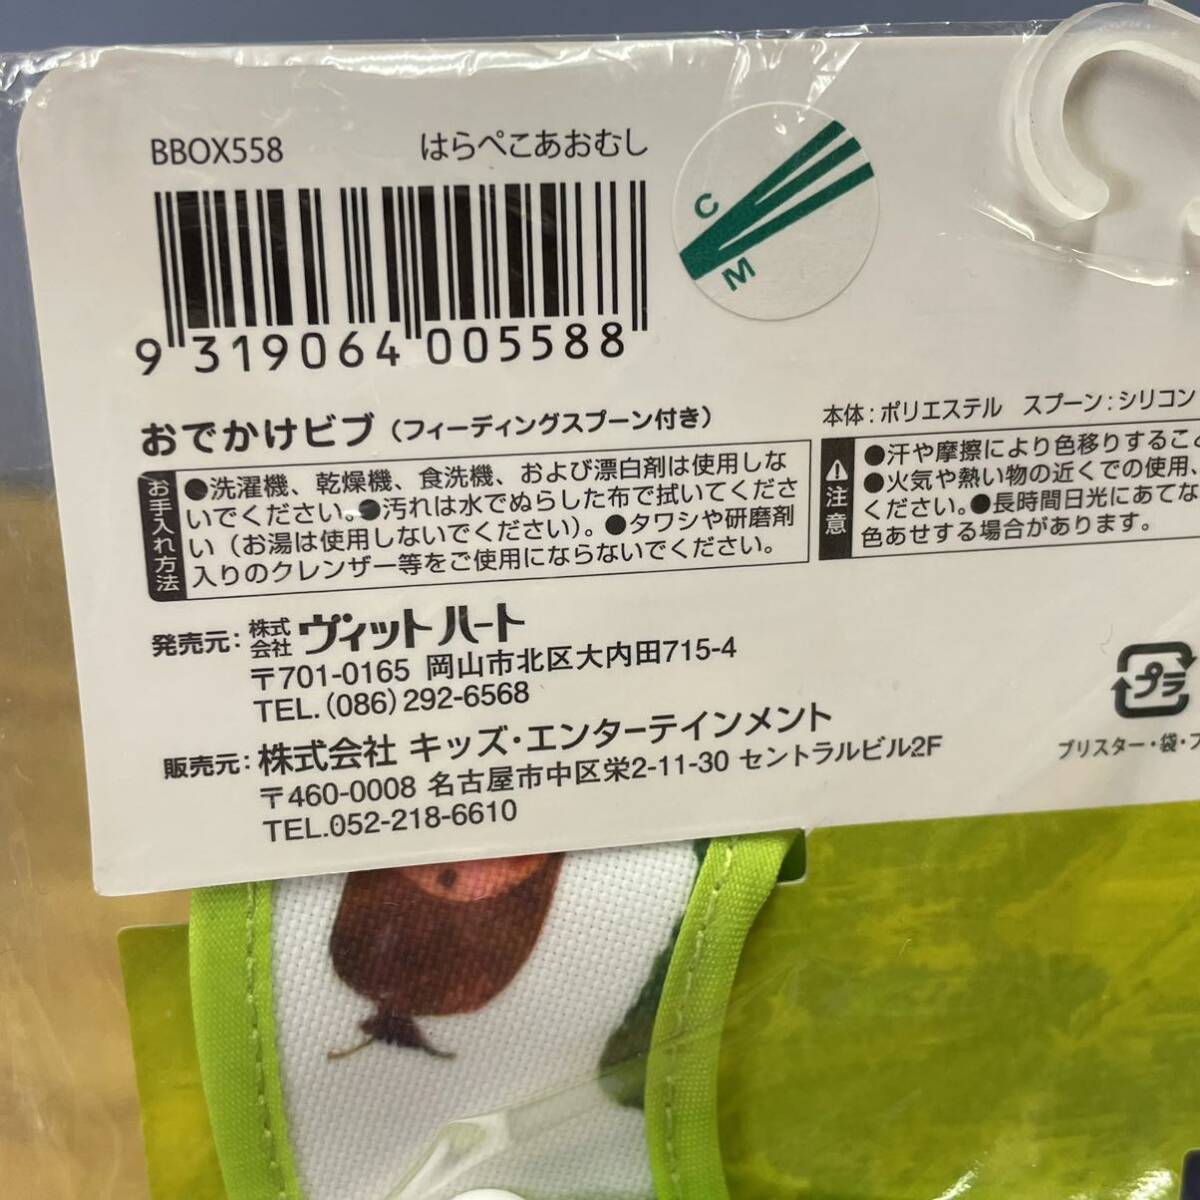 BBOX558 はらぺこあおむし
C
M
9 319064 005588
おでかけビブ（フィーディングスプーン付き）
お手入れ方法
●洗濯機、乾燥機、食洗機、および漂白剤は使用しな
いでください。●汚れは水でぬらした布で拭いてくださ
い（お湯は使用しないでください）。●タワシや研磨剤
入りのクレンザー等をご使用にならないでください。
本体：ポリエステル スプーン：シリコン
注意
●汗や摩擦により色移りすること
●火気や熱い物の近くでの使用、
ください。●長時間日光にあてな
色あせする場合があります。
発売元：株式会社 ヴィットハート
〒701-0165 岡山市北区大内田715-4
TEL.(086)292-6568
販売元：株式会社 キッズ・エンターテインメント
〒460-0008 名古屋市中区栄2-11-30 セントラルビル2F
TEL.052-218-6610
プラ
ブリスター・袋・フ